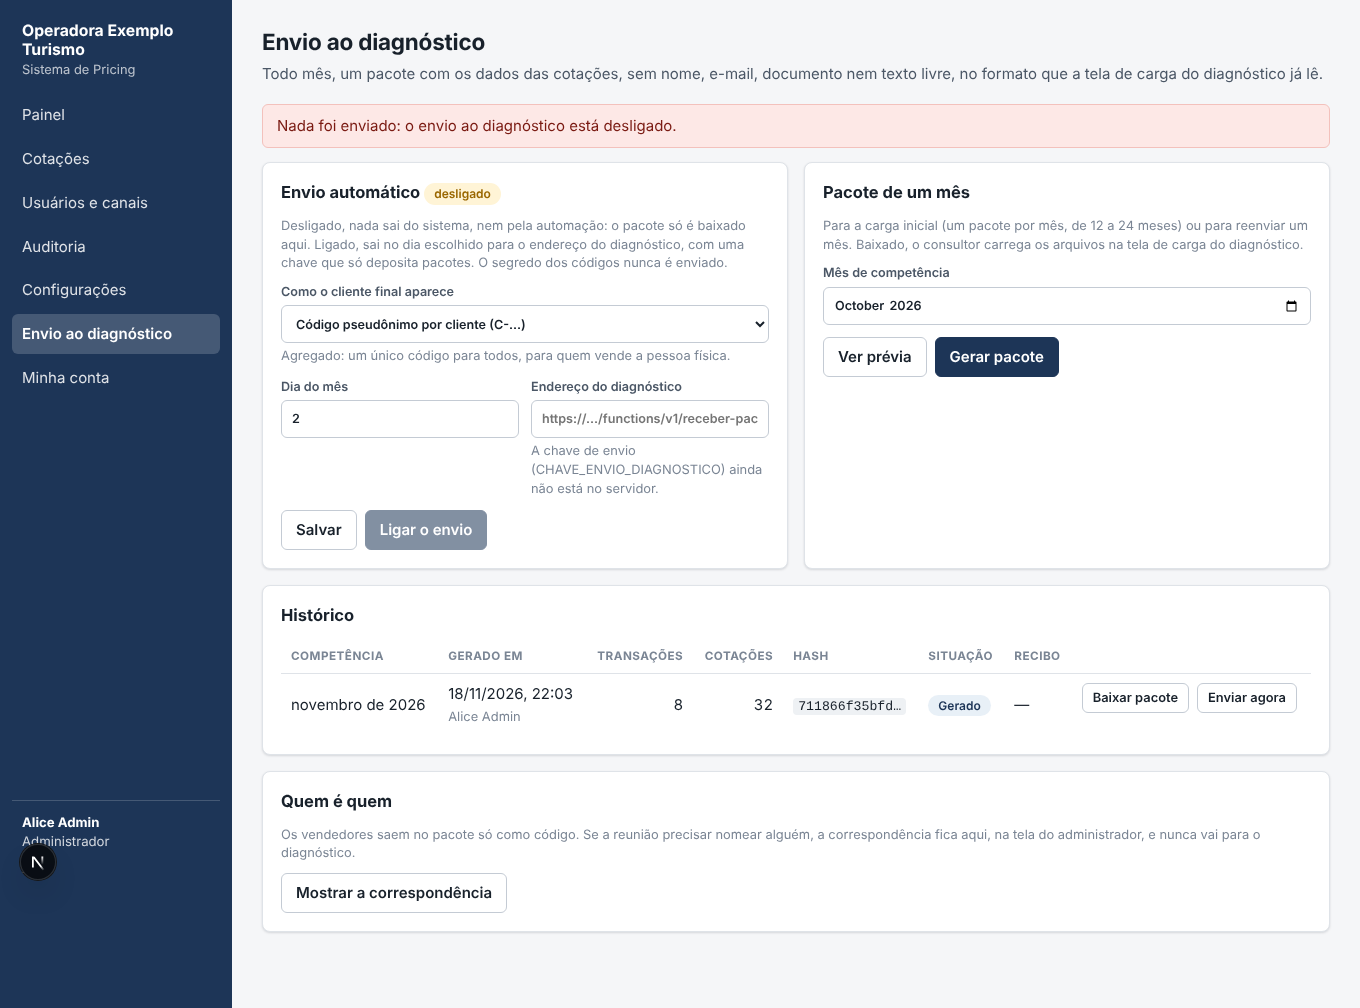 Operadora Exemplo
Turismo
Sistema de Pricing
Painel
Cotações
Usuários e canais
Auditoria
Configurações
Envio ao diagnóstico
Minha conta
Alice Admin
Administrador
N
Envio ao diagnóstico
Todo mês, um pacote com os dados das cotações, sem nome, e-mail, documento nem texto livre, no formato que a tela de carga do diagnóstico já lê.
Nada foi enviado: o envio ao diagnóstico está desligado.
Envio automático desligado
Desligado, nada sai do sistema, nem pela automação: o pacote só é baixado
aqui. Ligado, sai no dia escolhido para o endereço do diagnóstico, com uma
chave que só deposita pacotes. O segredo dos códigos nunca é enviado.
Como o cliente final aparece
Código pseudônimo por cliente (C-...)
Agregado: um único código para todos, para quem vende a pessoa física.
Dia do mês
2
Endereço do diagnóstico
https://.../functions/v1/receber-pac
A chave de envio
(CHAVE_ENVIO_DIAGNOSTICO) ainda
não está no servidor.
Salvar
Ligar o envio
Pacote de um mês
Para a carga inicial (um pacote por mês, de 12 a 24 meses) ou para reenviar um
mês. Baixado, o consultor carrega os arquivos na tela de carga do diagnóstico.
Mês de competência
October 2026
Ver prévia
Gerar pacote
Histórico
COMPETÊNCIA GERADO EM TRANSAÇÕES COTAÇÕES HASH SITUAÇÃO RECIBO
novembro de 2026 18/11/2026, 22:03 8 32 711866f35bfd… Gerado — Baixar pacote Enviar agora
Alice Admin
Quem é quem
Os vendedores saem no pacote só como código. Se a reunião precisar nomear alguém, a correspondência fica aqui, na tela do administrador, e nunca vai para o
diagnóstico.
Mostrar a correspondência